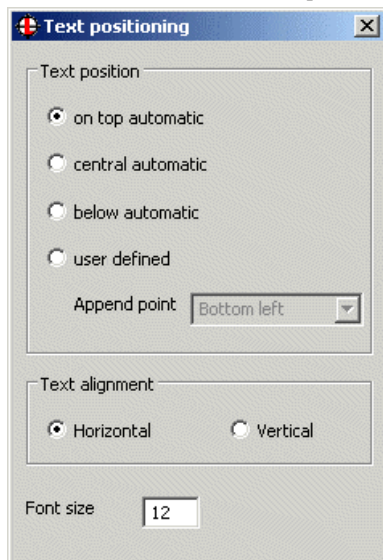 Text positioning
Text position
on top automatic
central automatic
below automatic
user defined
Append point Bottom left
Text alignment
Horizontal Vertical
Font size 12